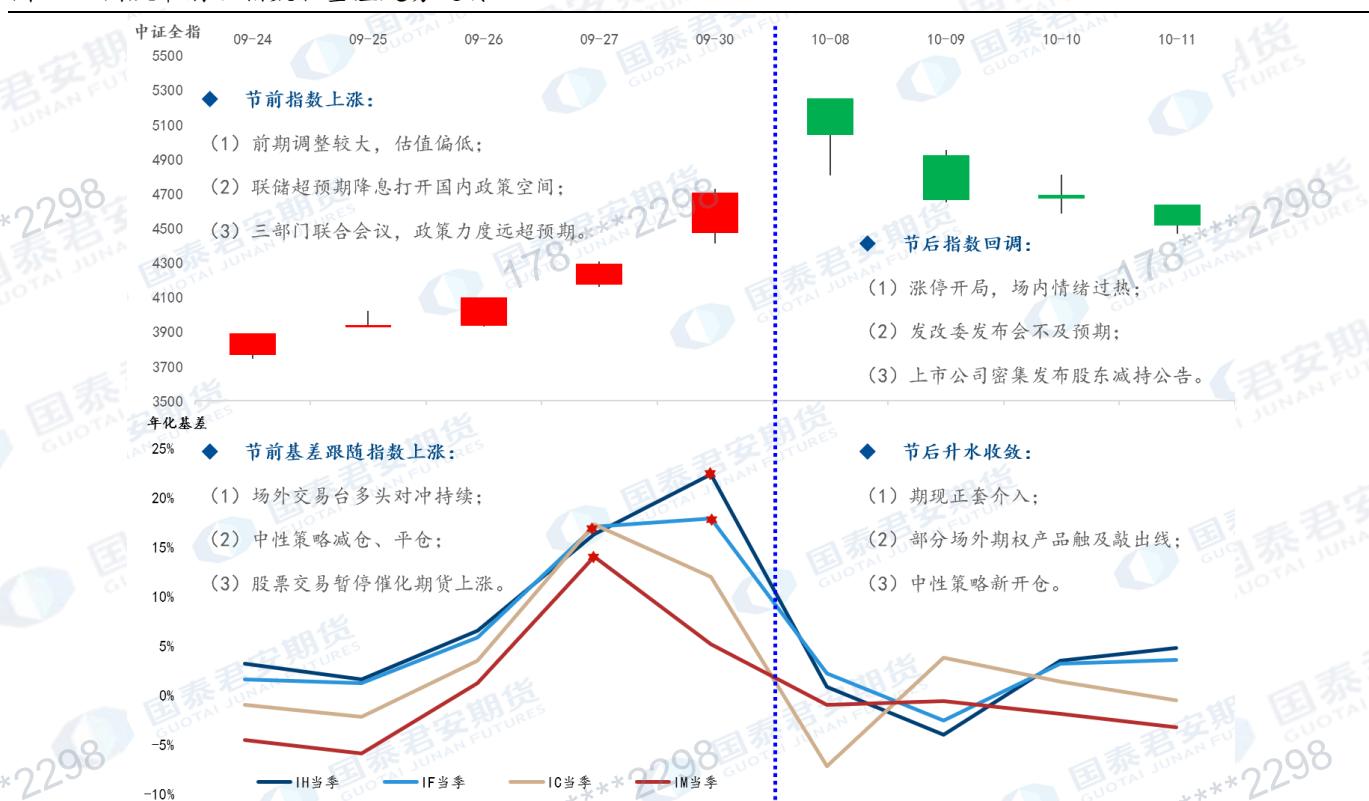 中证全指
09-24 09-25 09-26 09-27 09-30 10-08 10-09 10-10 10-11
5500
5300
5100
4900
4700
4500
4300
4100
3900
3700
3500
节前指数上涨：
（1）前期调整较大，估值偏低；
（2）联储超预期降息打开国内政策空间；
（3）三部门联合会议，政策力度远超预期。
节后指数回调：
（1）涨停开局，场内情绪过热；
（2）发改委发布会不及预期；
（3）上市公司密集发布股东减持公告。
年化基差
25%
20%
15%
10%
5%
0%
-5%
-10%
节前基差跟随指数上涨：
（1）场外交易台多头对冲持续；
（2）中性策略减仓、平仓；
（3）股票交易暂停催化期货上涨。
节后升水收敛：
（1）期现正套介入；
（2）部分场外期权产品触及敲出线；
（3）中性策略新开仓。
IH当季 IF当季 IC当季 IM当季
国泰君安期货
GUOTAI JUNAN FUTURES
178****2298